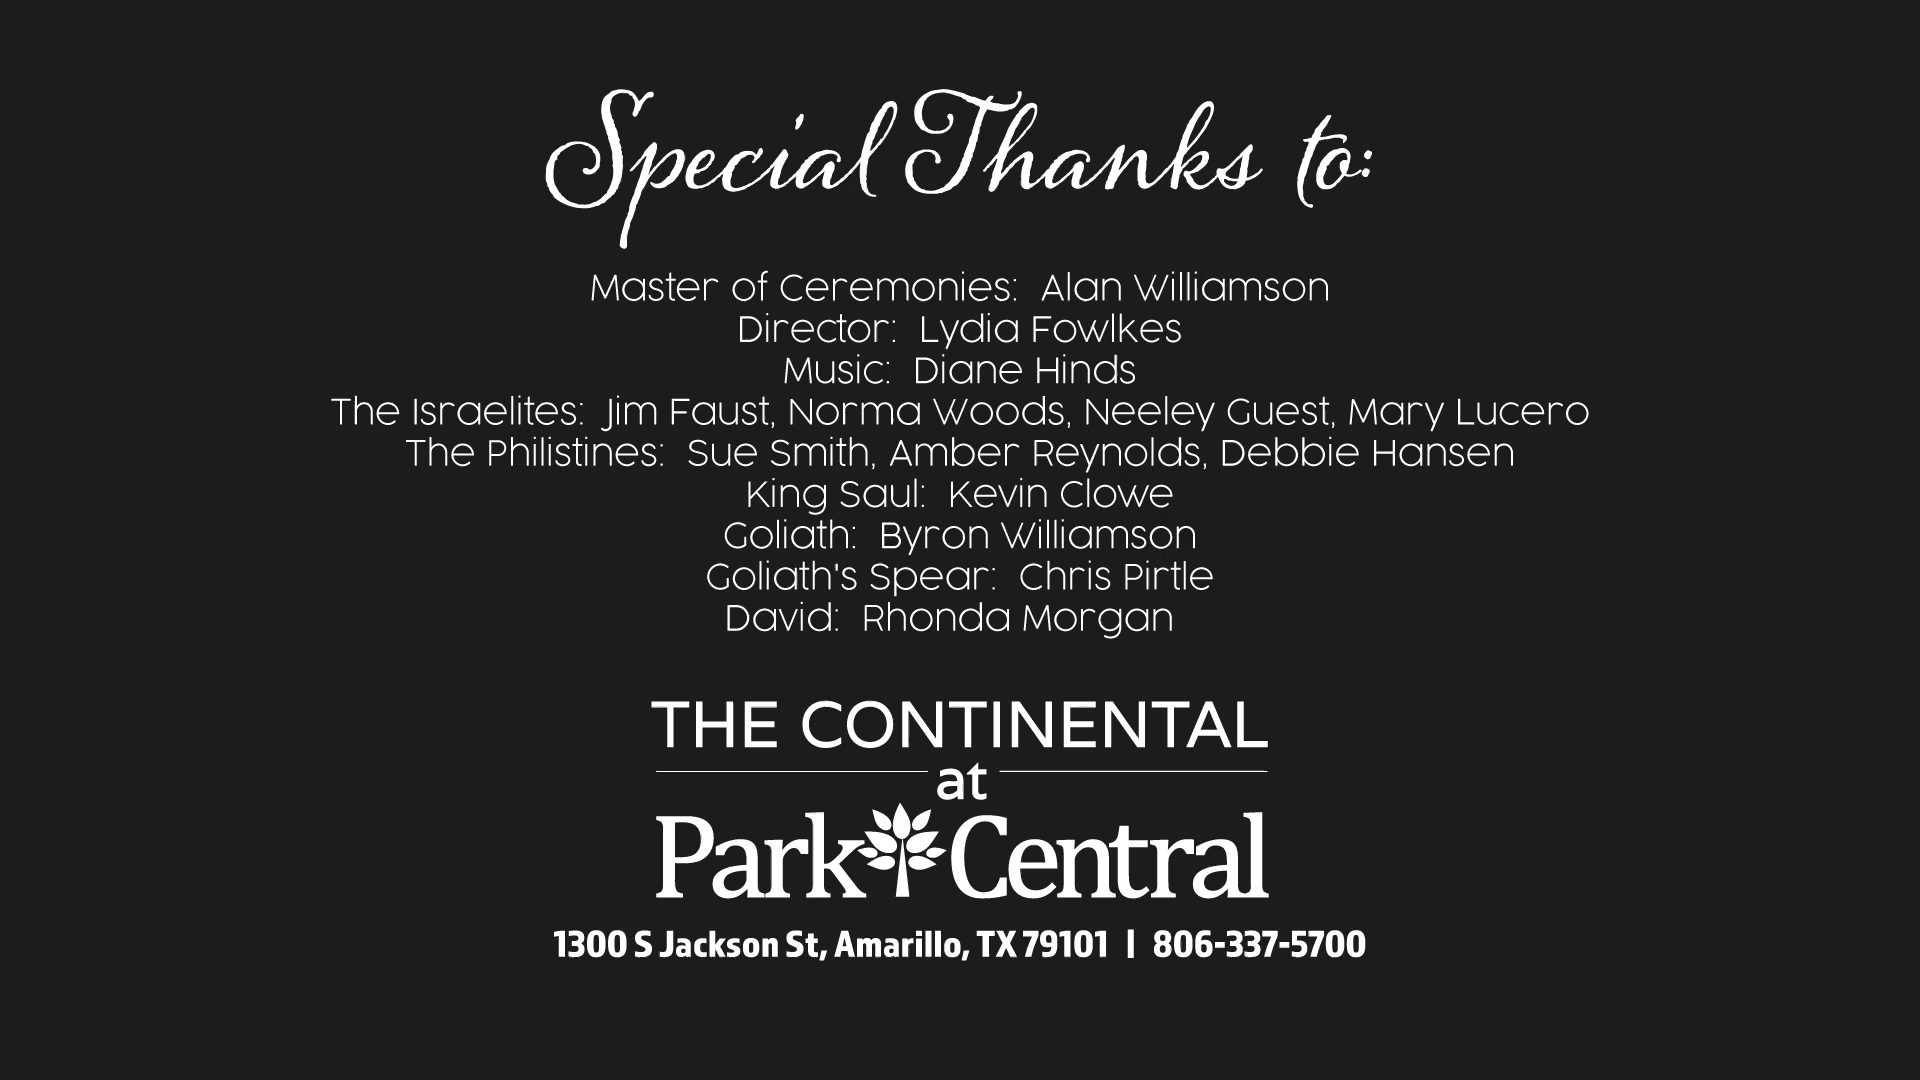 Special Thanks to:
Master of Ceremonies: Alan Williamson
Director: Lydia Fowlkes
Music: Diane Hinds
The Israelites: Jim Faust, Norma Woods, Neeley Guest, Mary Lucero
The Philistines: Sue Smith, Amber Reynolds, Debbie Hansen
King Saul: Kevin Clowe
Goliath: Byron Williamson
Goliath's Spear: Chris Pirtle
David: Rhonda Morgan
THE CONTINENTAL
at
Park Central
1300 S Jackson St, Amarillo, TX 79101 | 806-337-5700